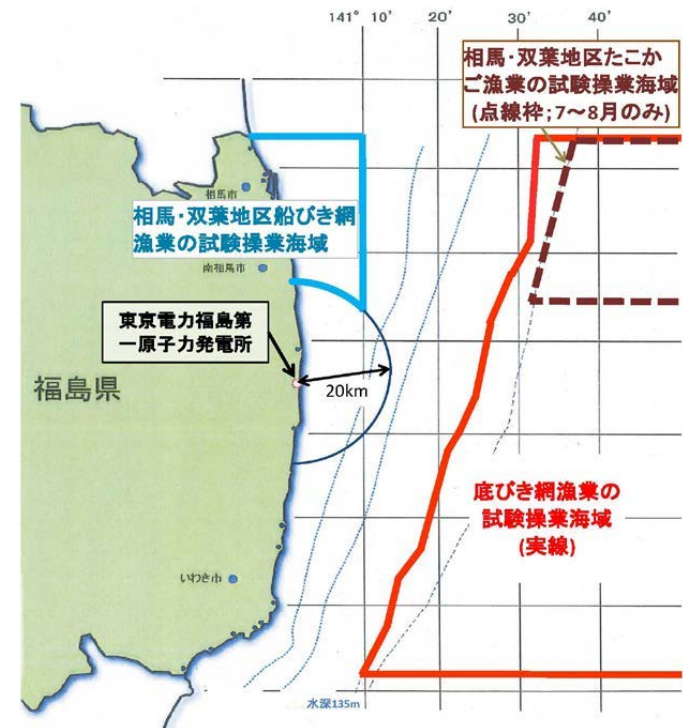 141° 10′ 20′ 30′ 40′
相馬・双葉地区たこか
ご漁業の試験操業海域
(点線枠;7～8月のみ)
相馬市
相馬・双葉地区船びき網
漁業の試験操業海域
南相馬市
東京電力福島第
一原子力発電所
20km
福島県
底びき網漁業の
試験操業海域
(実線)
いわき市
水深135m